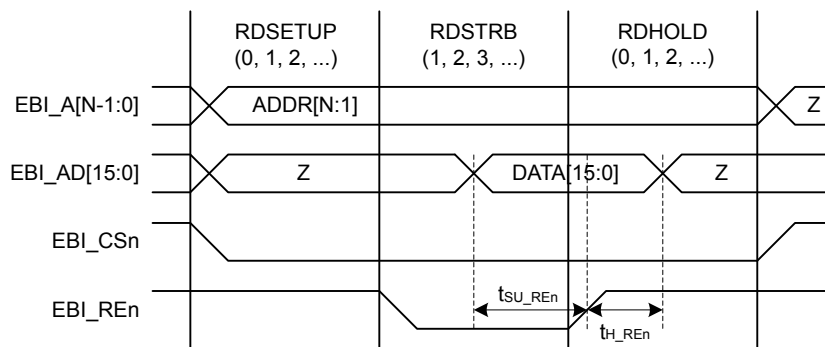 RDSETUP RDSTRB RDHOLD
(0, 1, 2, ...) (1, 2, 3, ...) (0, 1, 2, ...)
EBI_A[N-1:0] ADDR[N:1] Z
EBI_AD[15:0] Z DATA[15:0] Z
EBI_CSn
EBI_REn tSU_REn
tH_REn